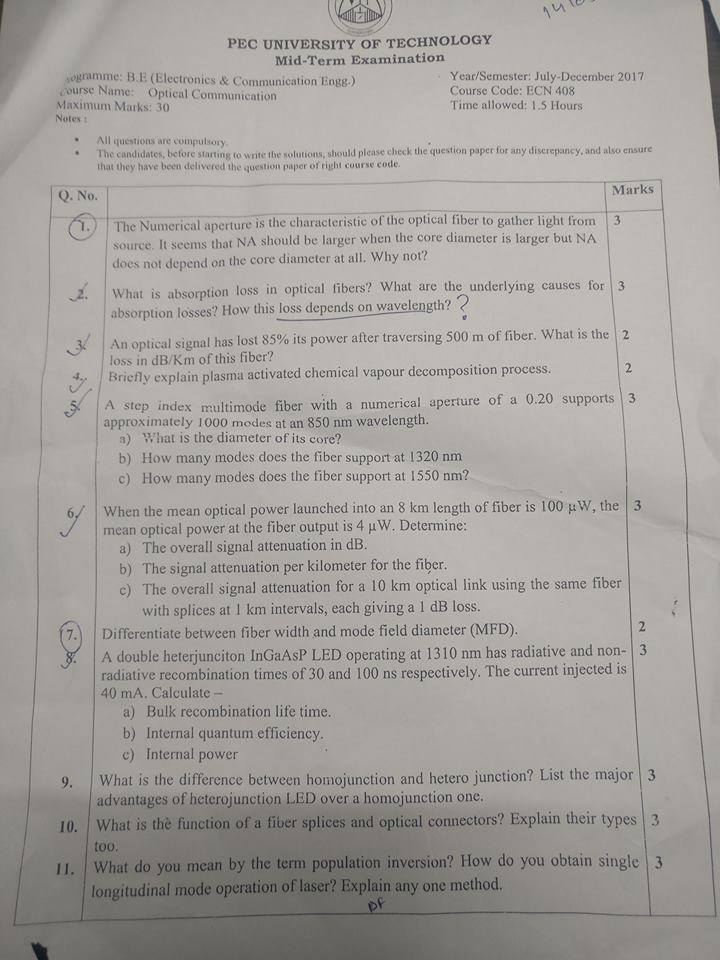 PEC UNIVERSITY OF TECHNOLOGY
Mid-Term Examination
ogramme: B.E (Electronics & Communication Engg.)
Year/Semester: July-December 2017
ourse Name: Optical Communication
Course Code: ECN 408
Maximum Marks: 30
Time allowed: 1.5 Hours
Notes :
• All questions are compulsory.
• The candidates, before starting to write the solutions, should please check the question paper for any discrepancy, and also ensure
that they have been delivered the question paper of right course code.
Q. No. Marks
1. The Numerical aperture is the characteristic of the optical fiber to gather light from 3
source. It seems that NA should be larger when the core diameter is larger but NA
does not depend on the core diameter at all. Why not?
2. What is absorption loss in optical fibers? What are the underlying causes for 3
absorption losses? How this loss depends on wavelength? ?
3. An optical signal has lost 85% its power after traversing 500 m of fiber. What is the 2
loss in dB/Km of this fiber?
4. Briefly explain plasma activated chemical vapour decomposition process. 2
5. A step index multimode fiber with a numerical aperture of a 0.20 supports 3
approximately 1000 modes at an 850 nm wavelength.
a) What is the diameter of its core?
b) How many modes does the fiber support at 1320 nm
c) How many modes does the fiber support at 1550 nm?
6. When the mean optical power launched into an 8 km length of fiber is 100 μW, the 3
mean optical power at the fiber output is 4 μW. Determine:
a) The overall signal attenuation in dB.
b) The signal attenuation per kilometer for the fiber.
c) The overall signal attenuation for a 10 km optical link using the same fiber
with splices at 1 km intervals, each giving a 1 dB loss.
7. Differentiate between fiber width and mode field diameter (MFD). 2
8. A double heterjunciton InGaAsP LED operating at 1310 nm has radiative and non- 3
radiative recombination times of 30 and 100 ns respectively. The current injected is
40 mA. Calculate –
a) Bulk recombination life time.
b) Internal quantum efficiency.
c) Internal power
9. What is the difference between homojunction and hetero junction? List the major 3
advantages of heterojunction LED over a homojunction one.
10. What is the function of a fiber splices and optical connectors? Explain their types 3
too.
11. What do you mean by the term population inversion? How do you obtain single 3
longitudinal mode operation of laser? Explain any one method.